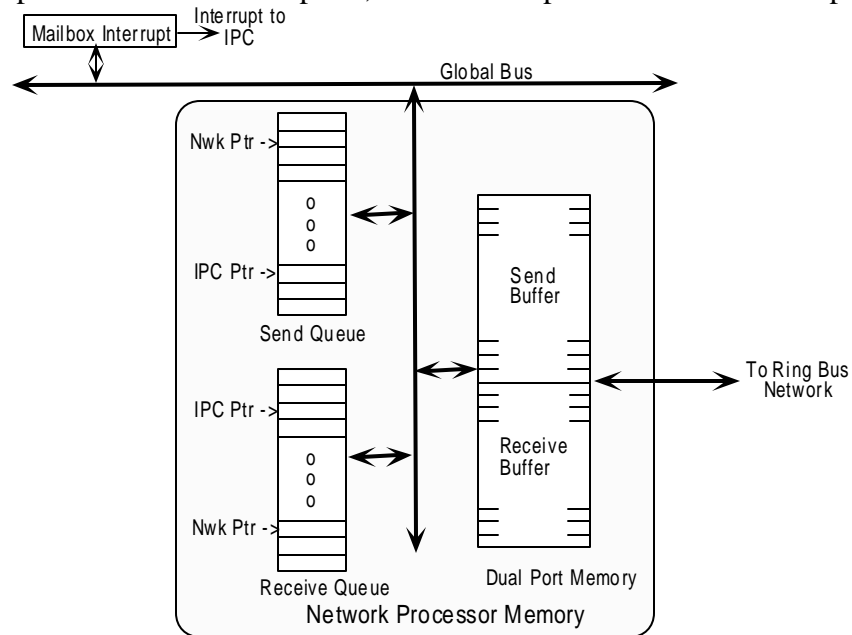 Interrupt to
IPC
Mailbox Interrupt
Global Bus
Nwk Ptr ->
o
o
o
IPC Ptr ->
Send Queue
Send
Buffer
To Ring Bus
Network
IPC Ptr ->
Receive
Buffer
o
o
o
Nwk Ptr ->
Receive Queue
Dual Port Memory
Network Processor Memory